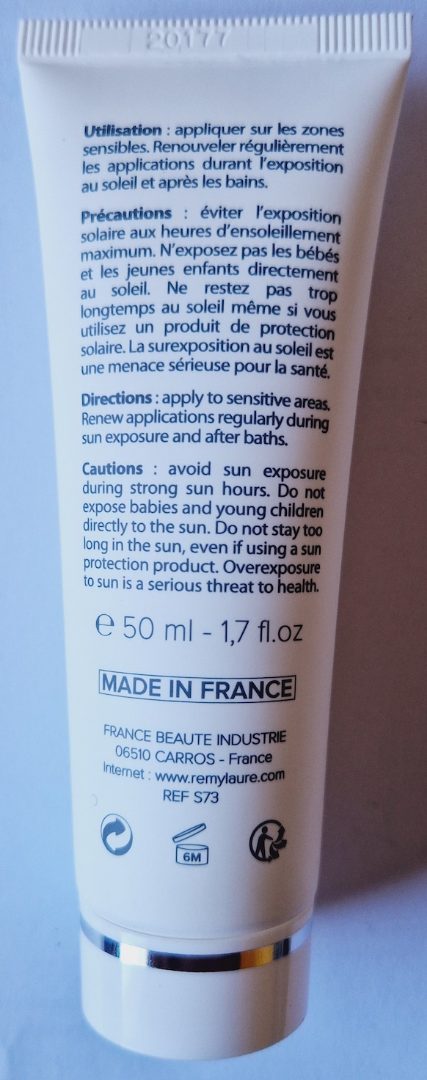 20177
Utilisation : appliquer sur les zones
sensibles. Renouveler régulièrement
les applications durant l'exposition
au soleil et après les bains.
Précautions : éviter l'exposition
solaire aux heures d'ensoleillement
maximum. N'exposez pas les bébés
et les jeunes enfants directement
au soleil. Ne restez pas trop
longtemps au soleil même si vous
utilisez un produit de protection
solaire. La surexposition au soleil est
une menace sérieuse pour la santé.
Directions : apply to sensitive areas.
Renew applications regularly during
sun exposure and after baths.
Cautions : avoid sun exposure
during strong sun hours. Do not
expose babies and young children
directly to the sun. Do not stay too
long in the sun, even if using a sun
protection product. Overexposure
to sun is a serious threat to health.
℮ 50 ml - 1,7 fl.oz
MADE IN FRANCE
FRANCE BEAUTE INDUSTRIE
06510 CARROS - France
Internet : www.remylaure.com
REF S73
6M